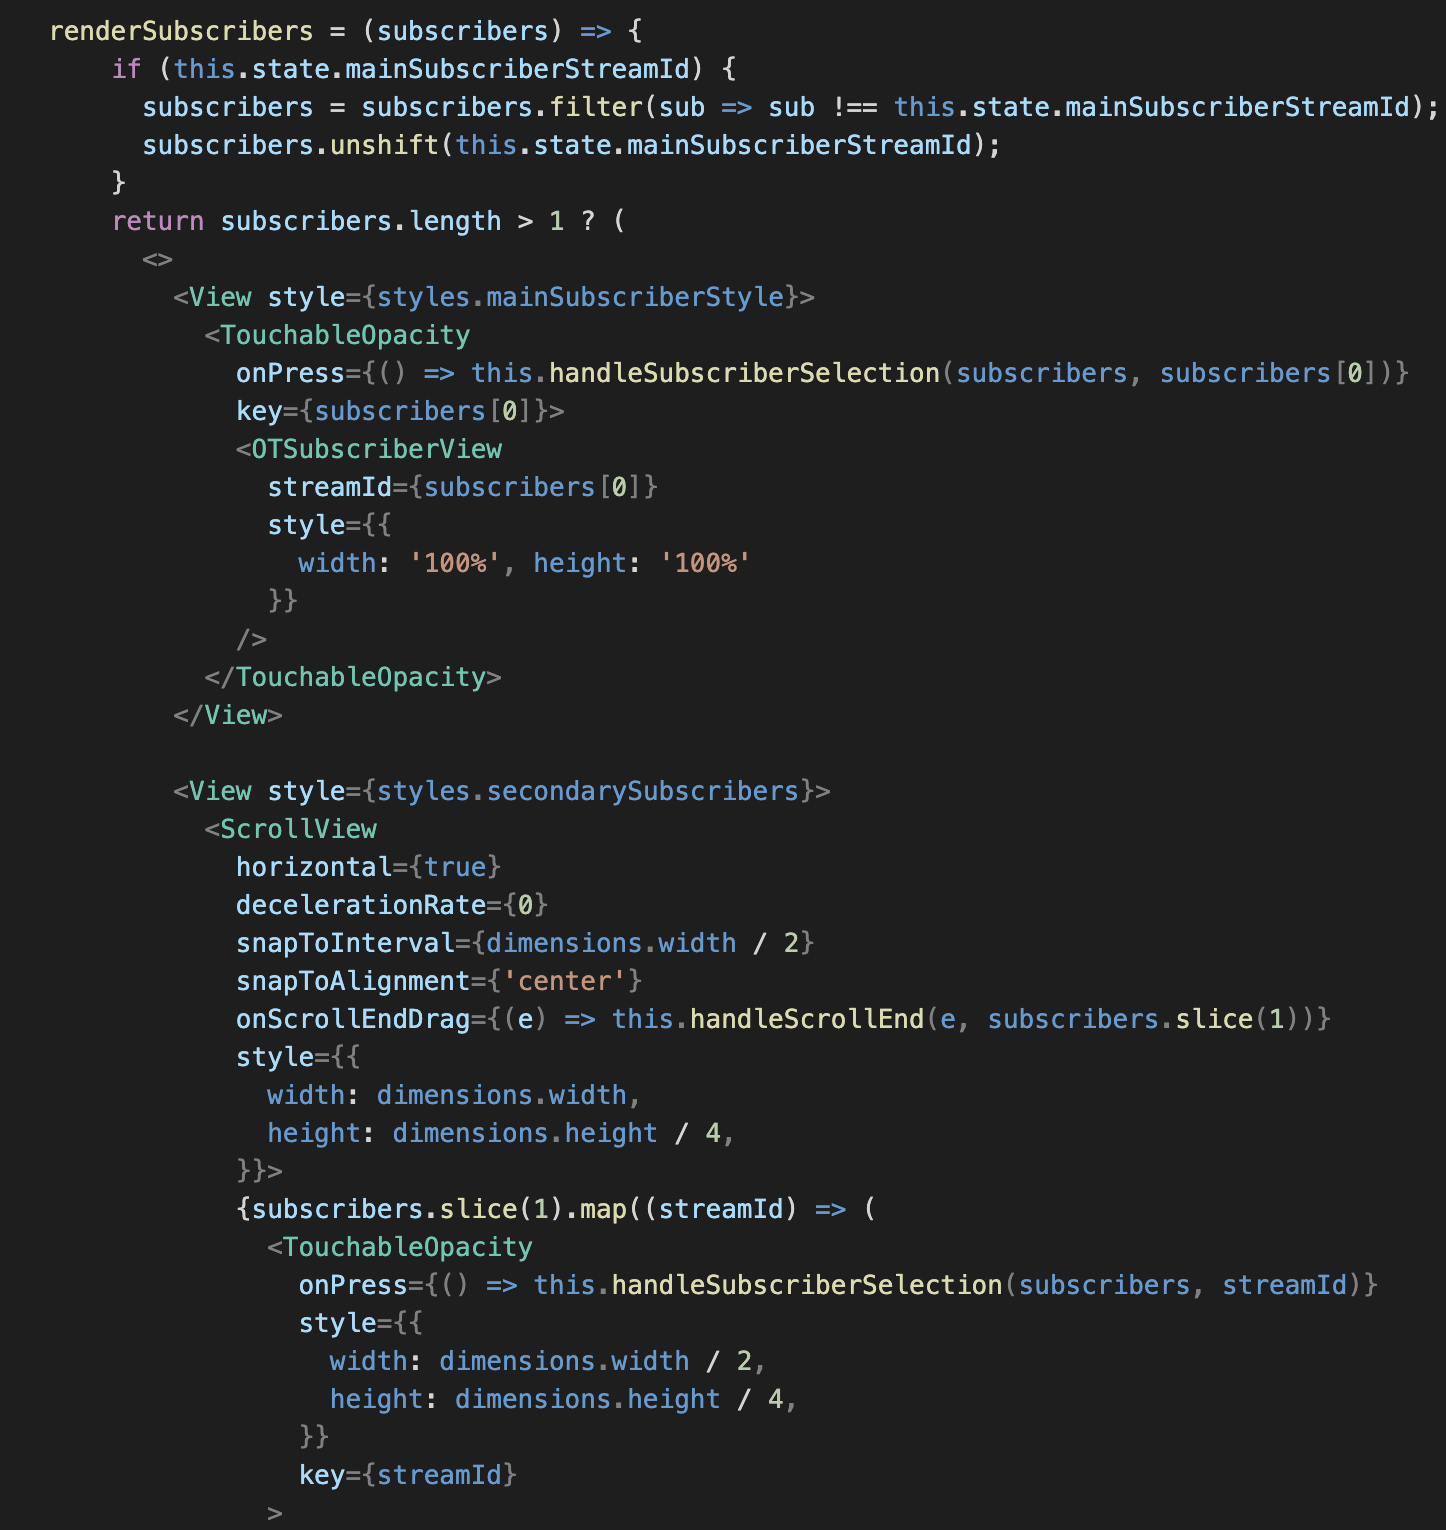 renderSubscribers = (subscribers) => {
if (this.state.mainSubscriberStreamId) {
subscribers = subscribers.filter(sub => sub !== this.state.mainSubscriberStreamId);
subscribers.unshift(this.state.mainSubscriberStreamId);
}
return subscribers.length > 1 ? (
<>
<View style={styles.mainSubscriberStyle}>
<TouchableOpacity
onPress={() => this.handleSubscriberSelection(subscribers, subscribers[0])}
key={subscribers[0]}>
<OTSubscriberView
streamId={subscribers[0]}
style={{
width: '100%', height: '100%'
}}
/>
</TouchableOpacity>
</View>
<View style={styles.secondarySubscribers}>
<ScrollView
horizontal={true}
decelerationRate={0}
snapToInterval={dimensions.width / 2}
snapToAlignment={'center'}
onScrollEndDrag={(e) => this.handleScrollEnd(e, subscribers.slice(1))}
style={{
width: dimensions.width,
height: dimensions.height / 4,
}}>
{subscribers.slice(1).map((streamId) => (
<TouchableOpacity
onPress={() => this.handleSubscriberSelection(subscribers, streamId)}
style={{
width: dimensions.width / 2,
height: dimensions.height / 4,
}}
key={streamId}
>